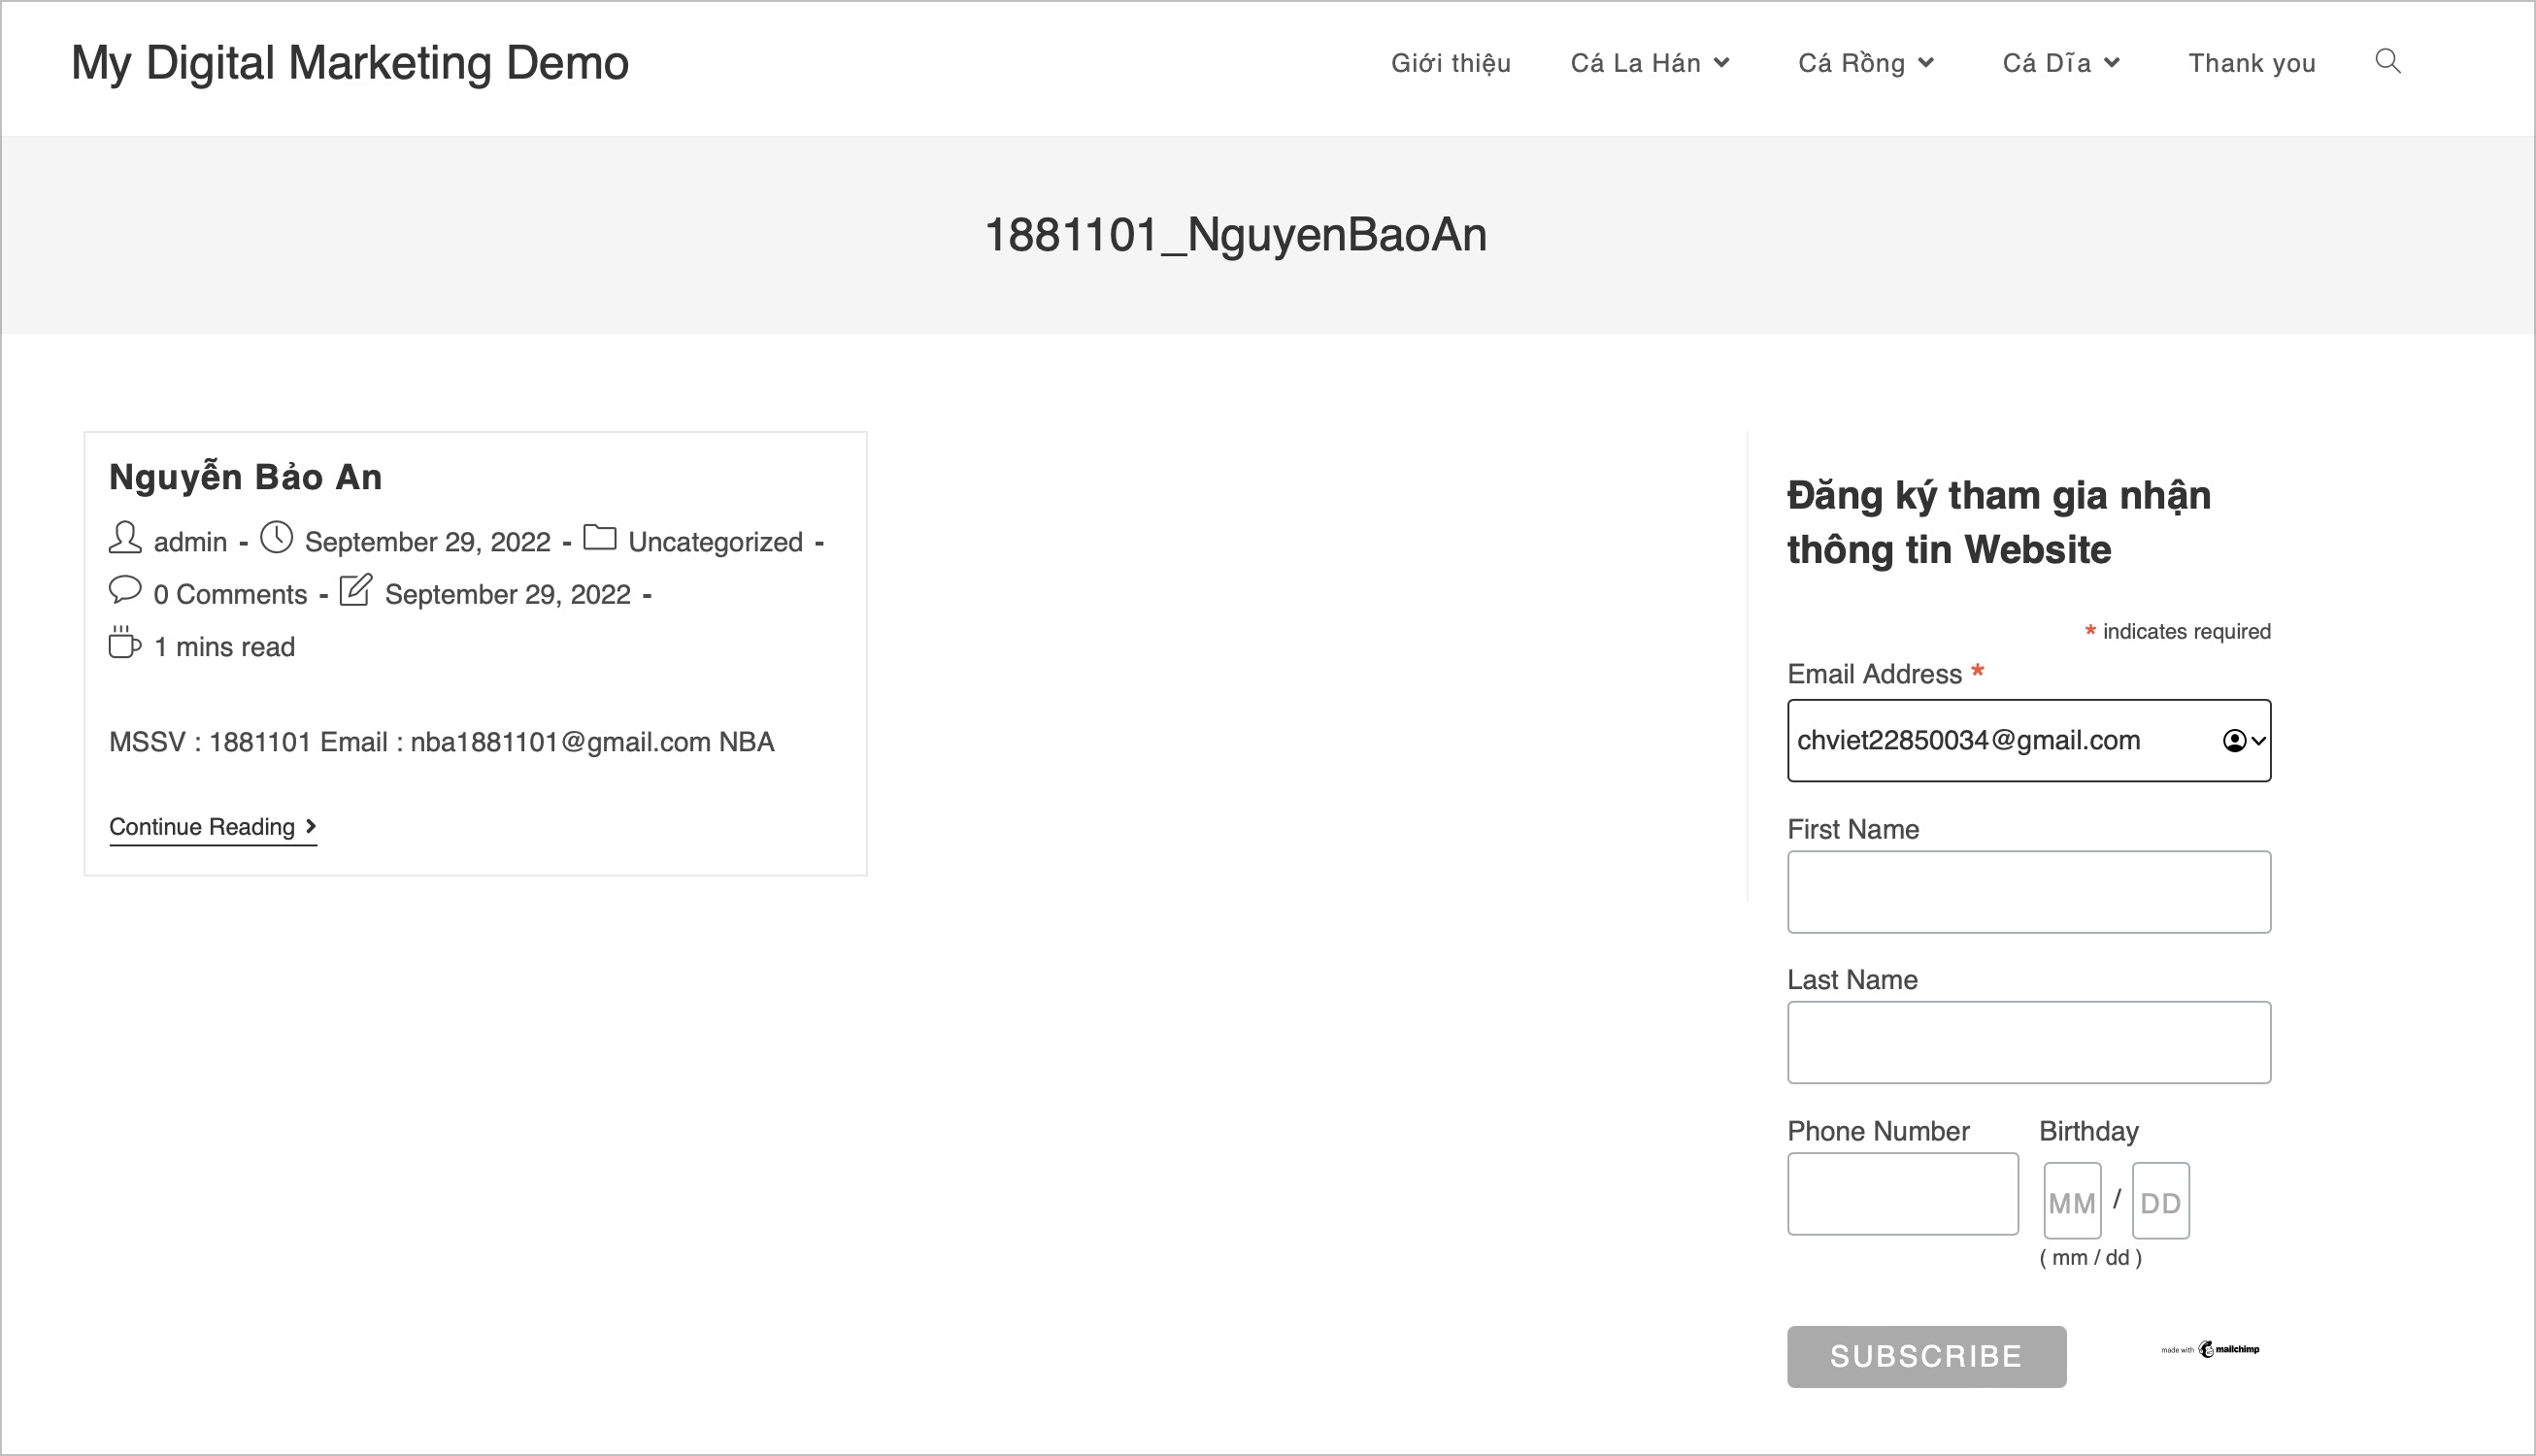 My Digital Marketing Demo
Giới thiệu Cá La Hán Cá Rồng Cá Dĩa Thank you
1881101_NguyenBaoAn
Nguyễn Bảo An
admin - September 29, 2022 - Uncategorized -
0 Comments - September 29, 2022 -
1 mins read
MSSV : 1881101 Email : nba1881101@gmail.com NBA
Continue Reading
Đăng ký tham gia nhận
thông tin Website
* indicates required
Email Address *
chviet22850034@gmail.com
First Name
Last Name
Phone Number Birthday
MM / DD
( mm / dd )
SUBSCRIBE made with mailchimp